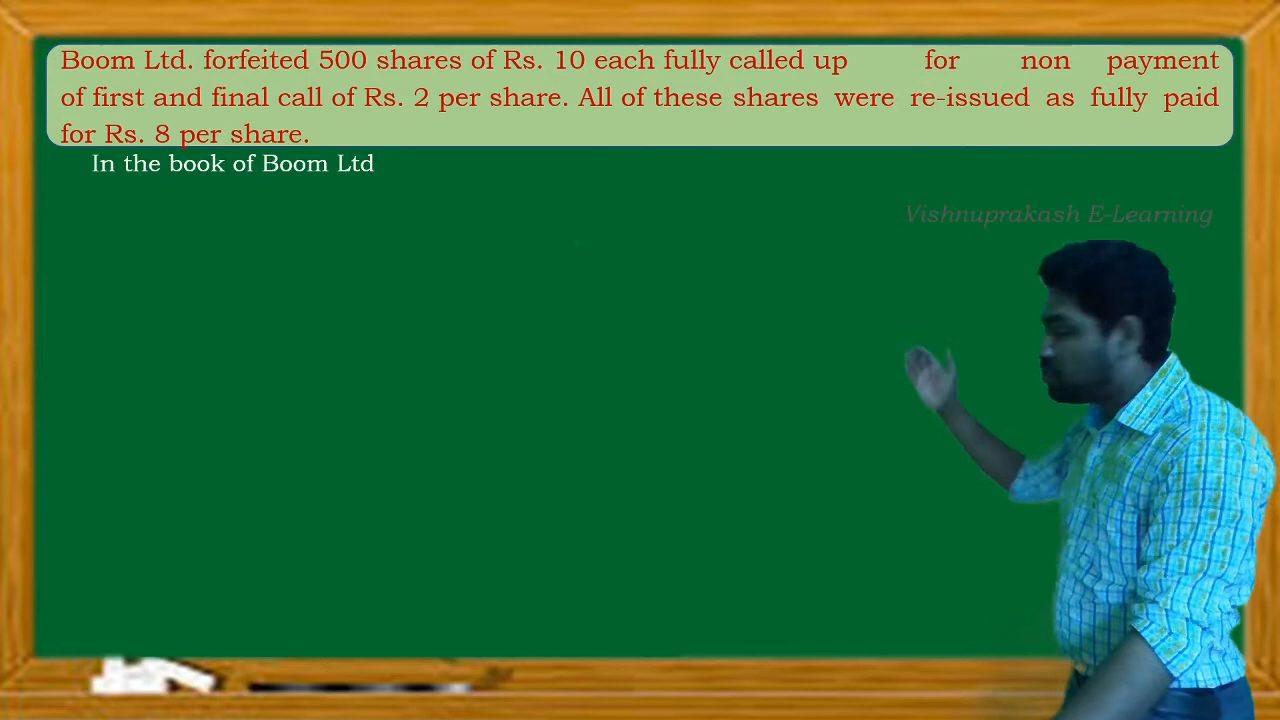 Boom Ltd. forfeited 500 shares of Rs. 10 each fully called up for non payment
of first and final call of Rs. 2 per share. All of these shares were re-issued as fully paid
for Rs. 8 per share.
In the book of Boom Ltd
Vishnuprakash E-Learning